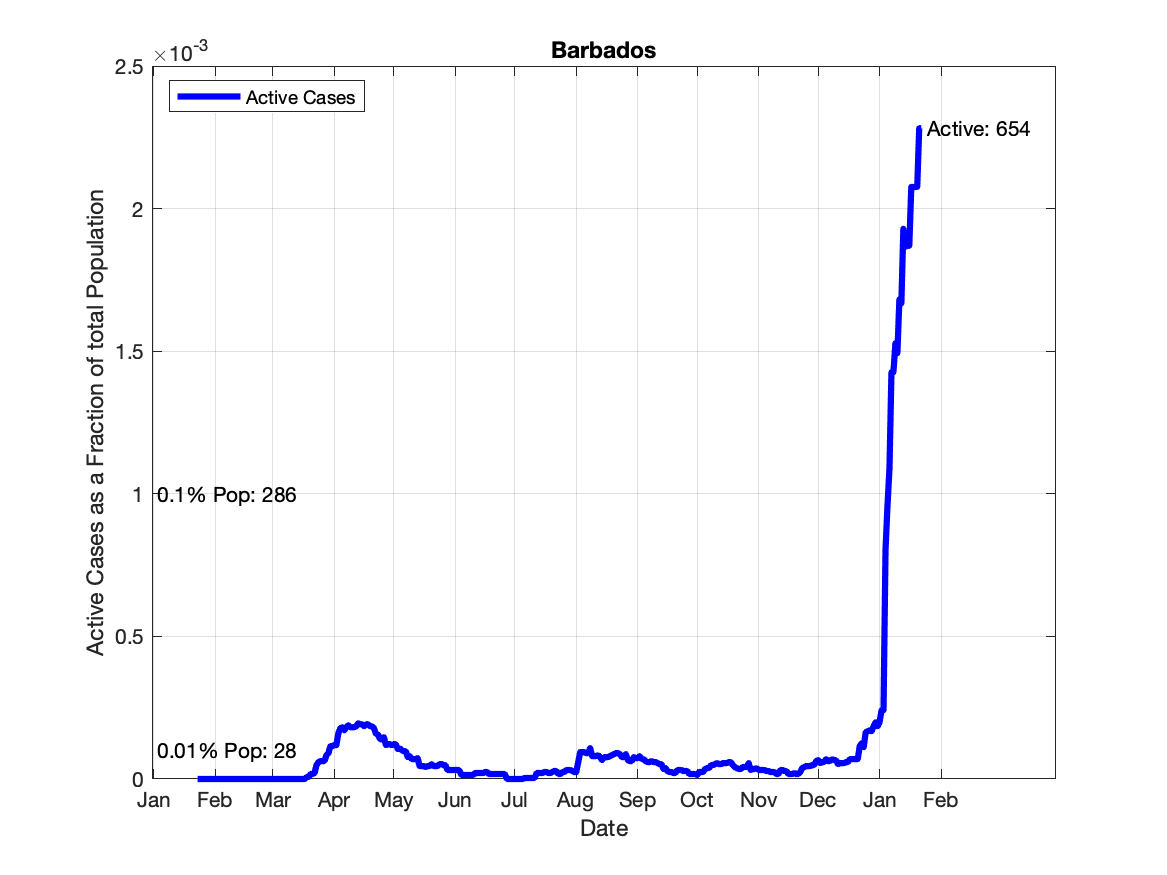 Barbados
×10-3
2.5
2
1.5
1
0.5
0
Active Cases
Active: 654
0.1% Pop: 286
0.01% Pop: 28
Active Cases as a Fraction of total Population
Jan Feb Mar Apr May Jun Jul Aug Sep Oct Nov Dec Jan Feb
Date